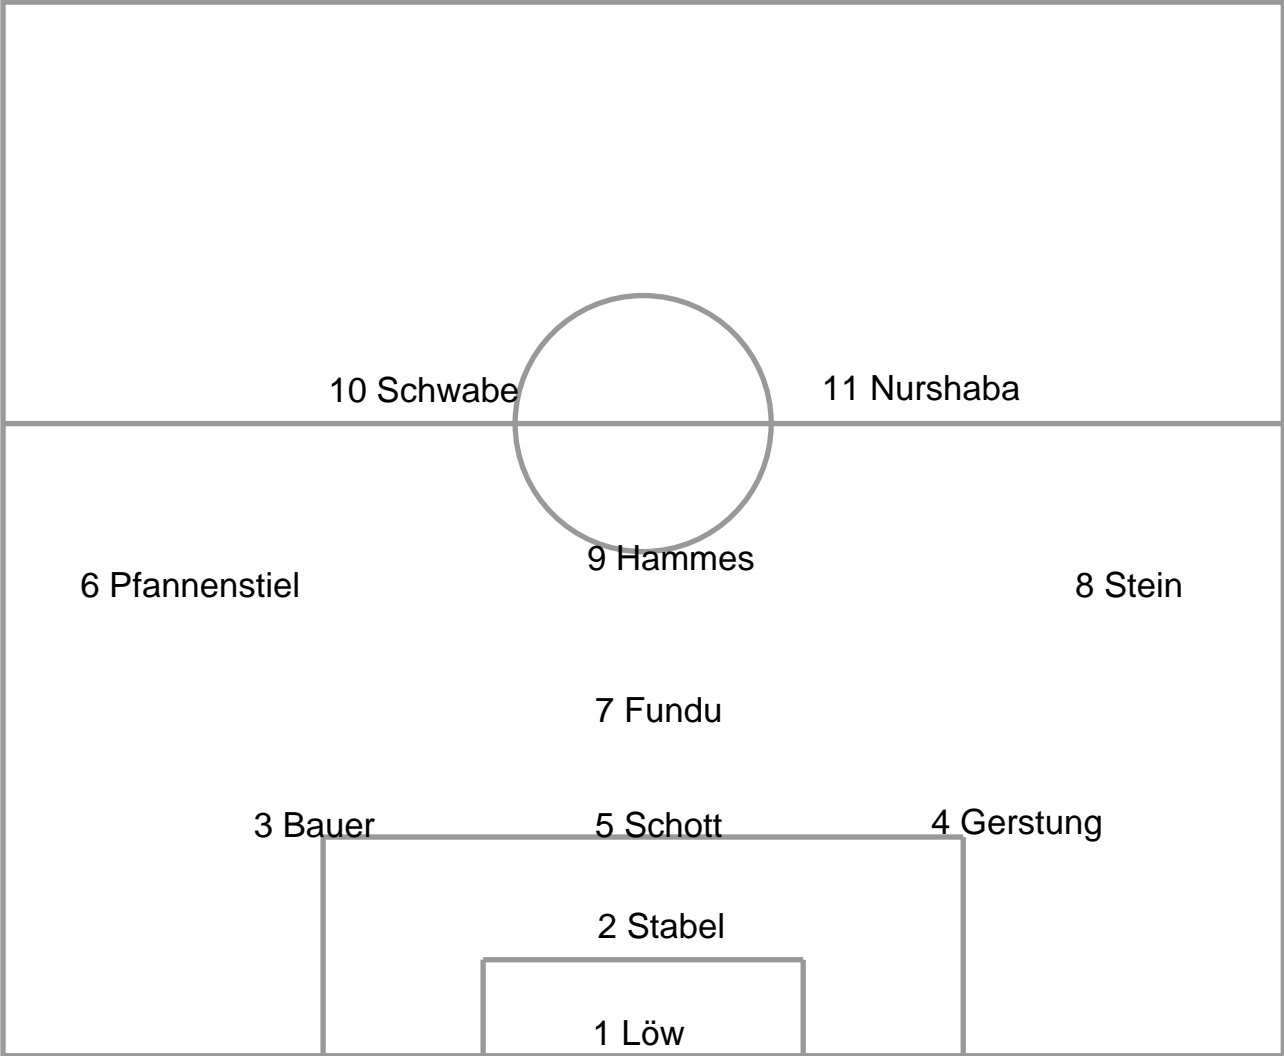 10 Schwabe
11 Nurshaba
9 Hammes
6 Pfannenstiel
8 Stein
7 Fundu
3 Bauer
5 Schott
4 Gerstung
2 Stabel
1 Löw